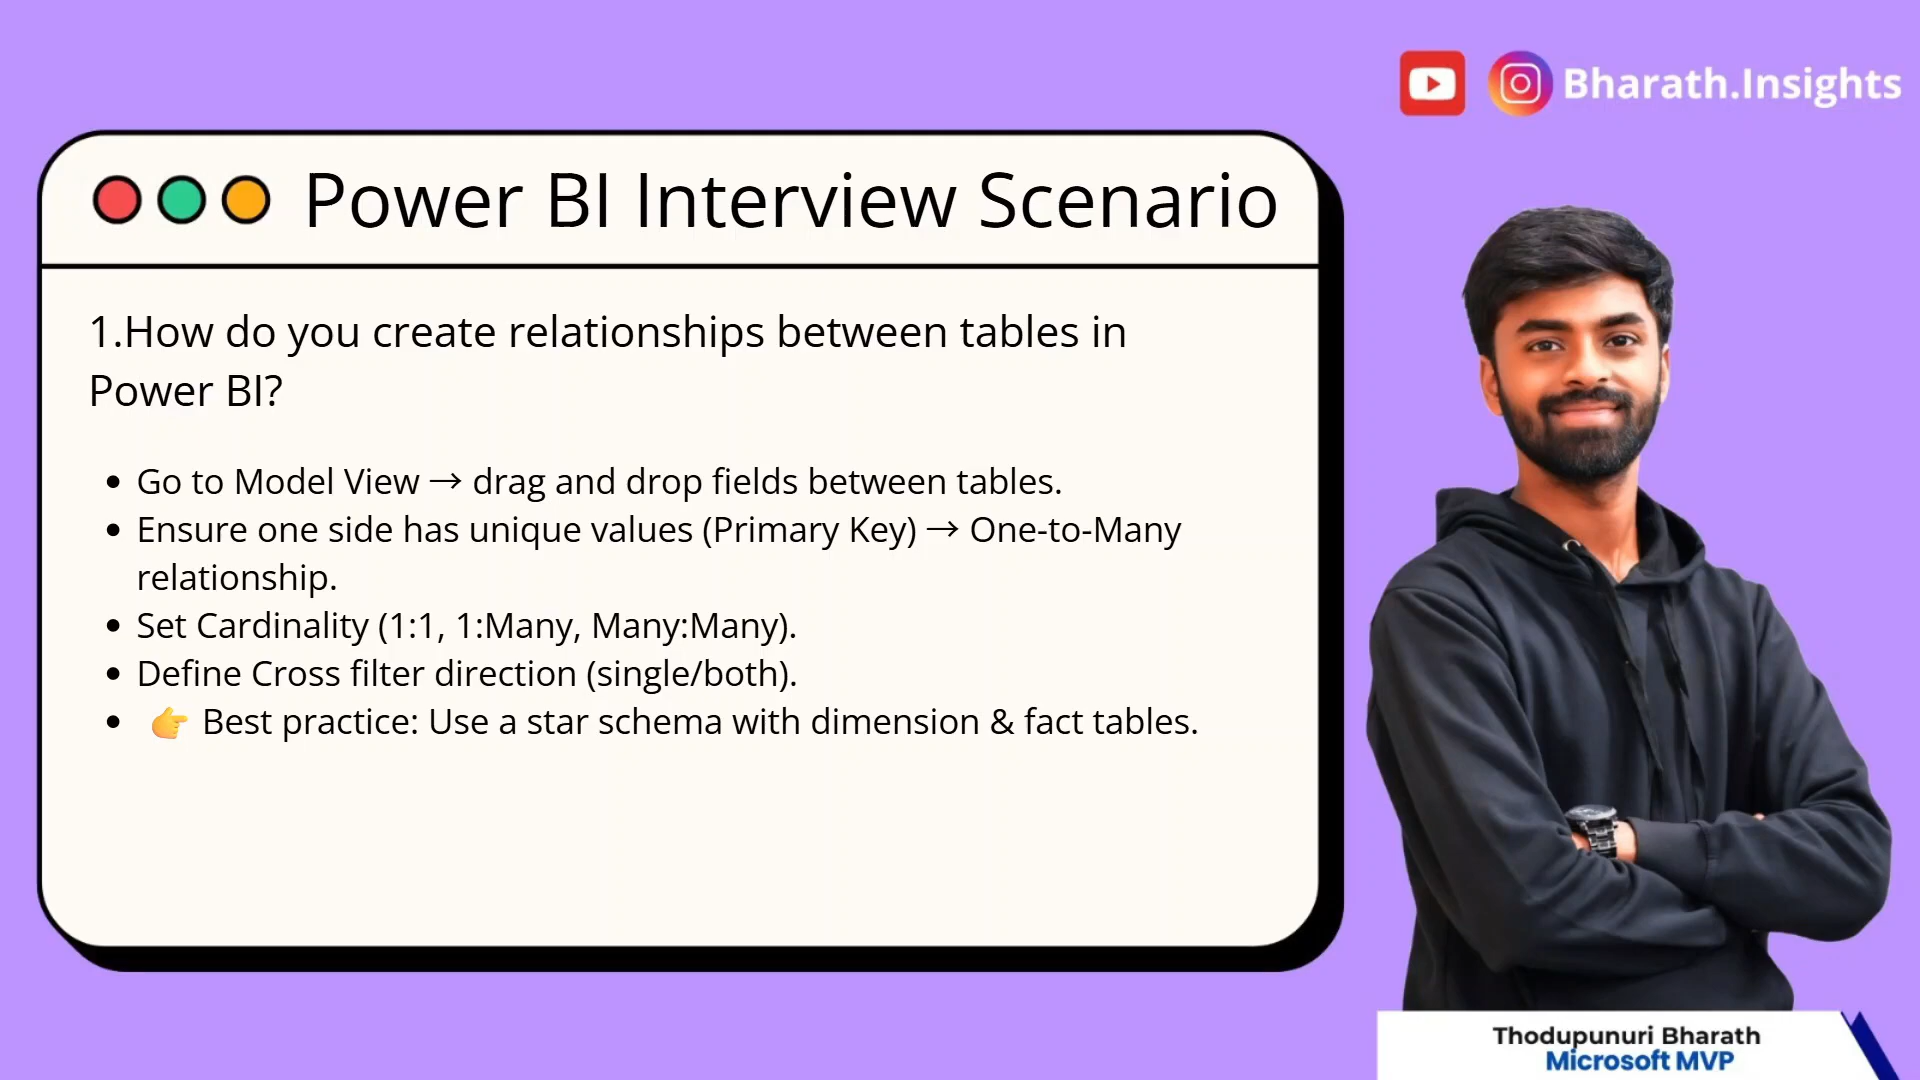 Bharath.Insights
Power BI Interview Scenario
1.How do you create relationships between tables in
Power BI?
• Go to Model View → drag and drop fields between tables.
• Ensure one side has unique values (Primary Key) → One-to-Many
relationship.
• Set Cardinality (1:1, 1:Many, Many:Many).
• Define Cross filter direction (single/both).
• 👉 Best practice: Use a star schema with dimension & fact tables.
Thodupunuri Bharath
Microsoft MVP